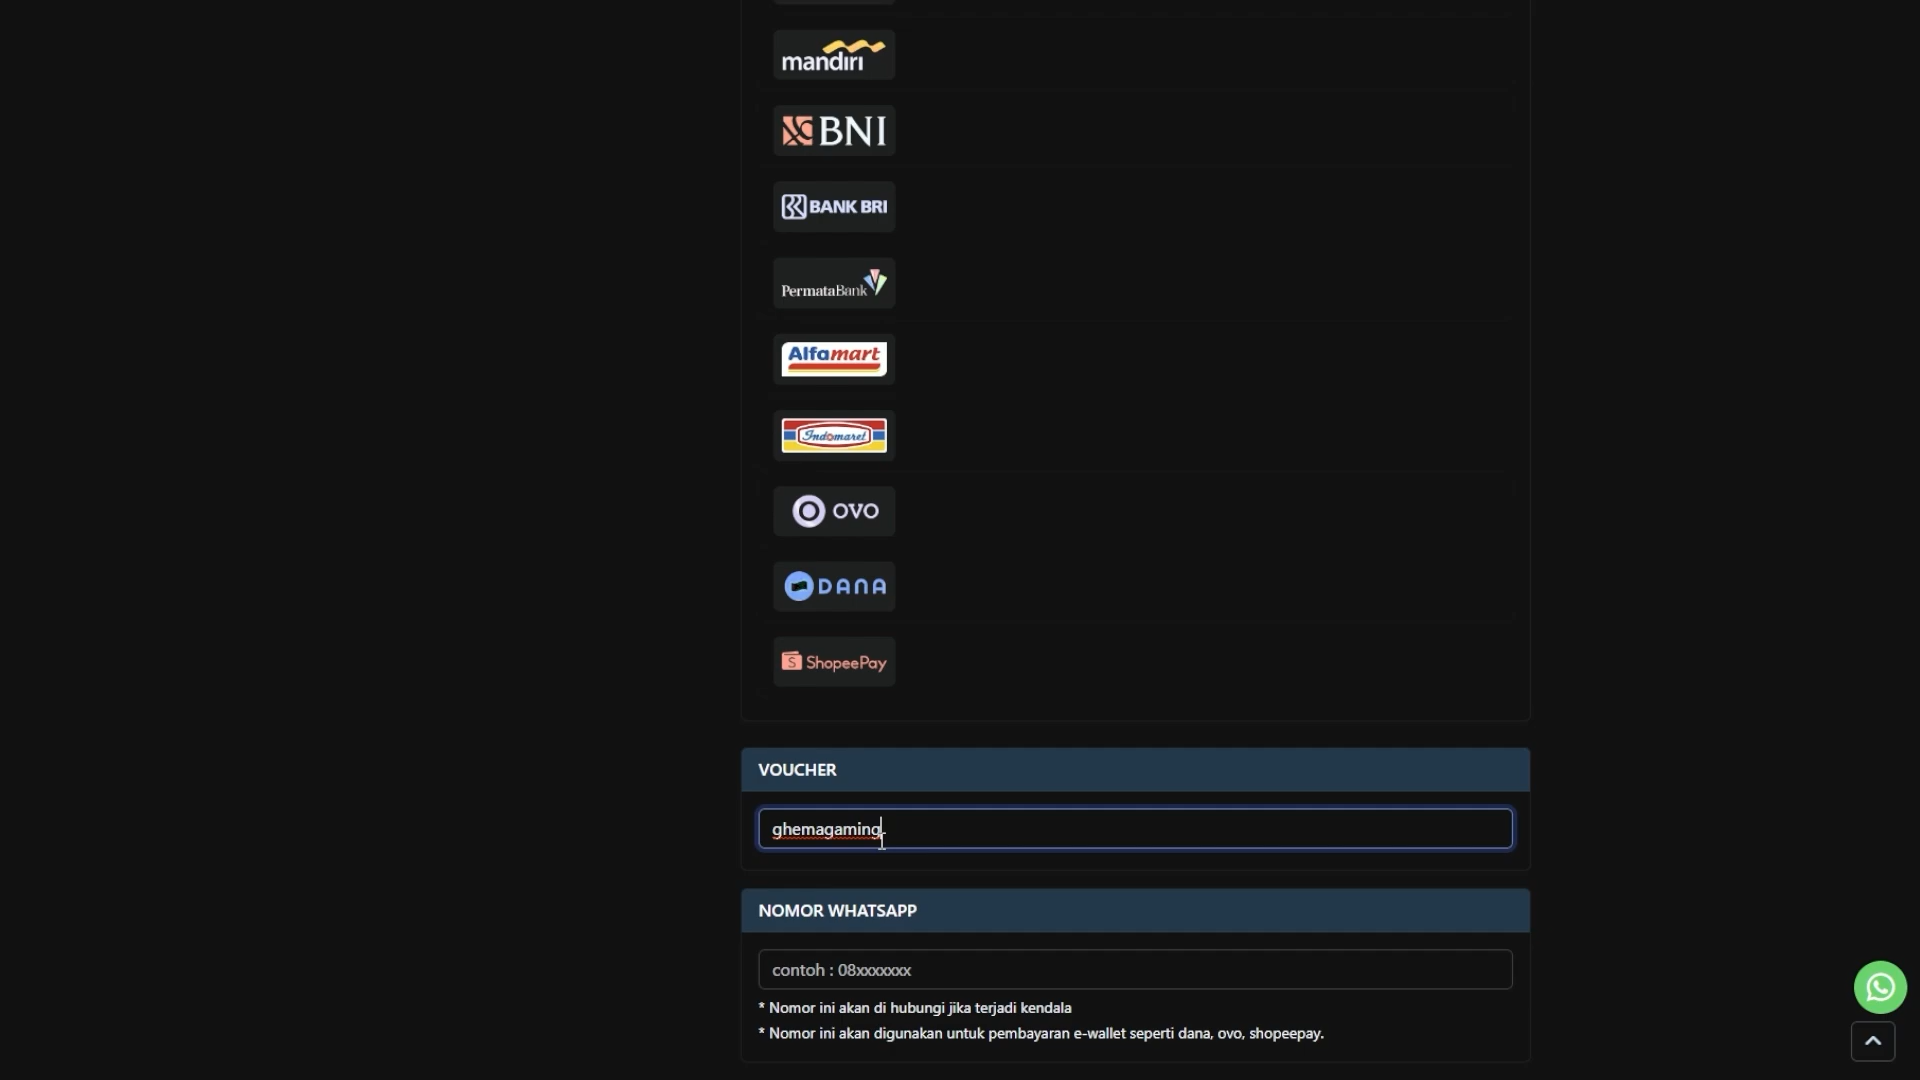 mandiri
BNI
BANK BRI
PermataBank
Alfamart
Indomaret
OVO
DANA
S ShopeePay
VOUCHER
ghemagaming
NOMOR WHATSAPP
contoh : 08xxxxxxx
* Nomor ini akan di hubungi jika terjadi kendala
* Nomor ini akan digunakan untuk pembayaran e-wallet seperti dana, ovo, shopeepay.